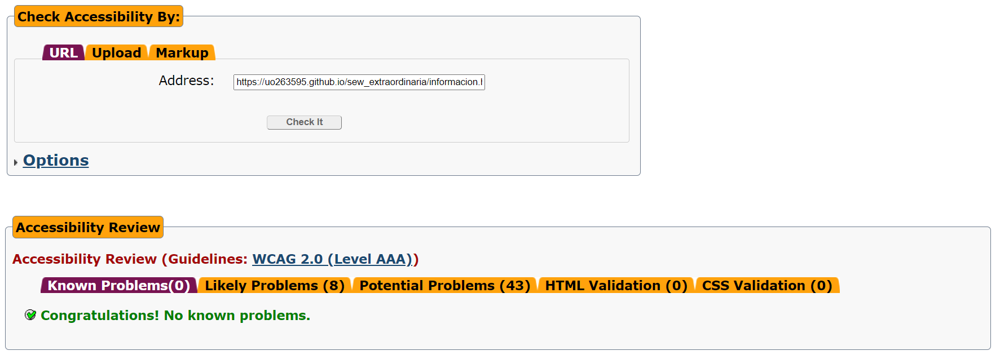 Check Accessibility By:
URL Upload Markup
Address: https://uo263595.github.io/sew_extraordinaria/informacion.
Check It
Options
Accessibility Review
Accessibility Review (Guidelines: WCAG 2.0 (Level AAA))
Known Problems(0) Likely Problems (8) Potential Problems (43) HTML Validation (0) CSS Validation (0)
Congratulations! No known problems.